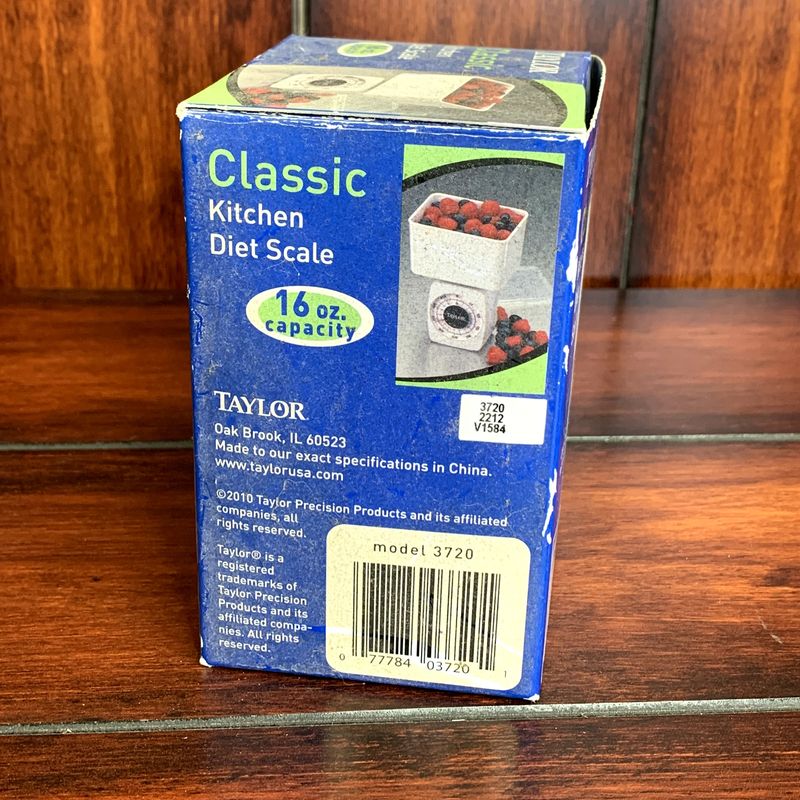 Classic
Kitchen
Diet Scale
16 oz.
capacity
TAYLOR
TAYLOR
3720
2212
V1584
Oak Brook, IL 60523
Made to our exact specifications in China.
www.taylorusa.com
©2010 Taylor Precision Products and its affiliated
companies, all
rights reserved.
Taylor® is a
registered
trademarks of
Taylor Precision
Products and its
affiliated compa-
nies. All rights
reserved.
model 3720
0 77784 03720 1